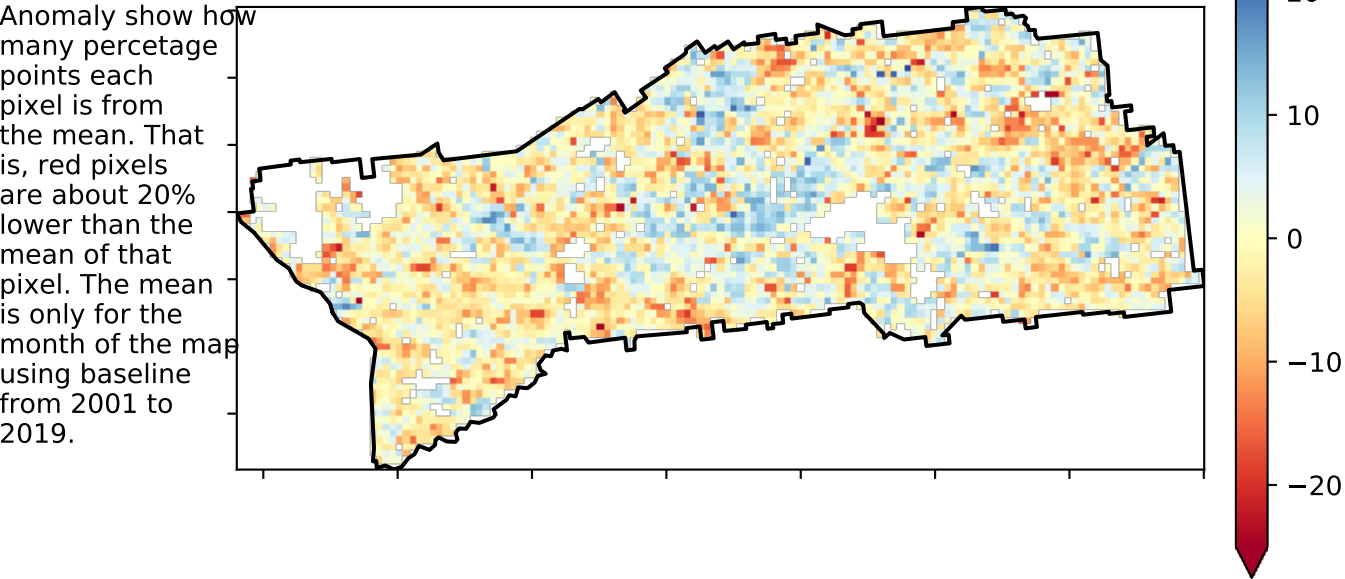 Anomaly show how
many percetage
points each
pixel is from
the mean. That
is, red pixels
are about 20%
lower than the
mean of that
pixel. The mean
is only for the
month of the map
using baseline
from 2001 to
2019.
10
0
−10
−20